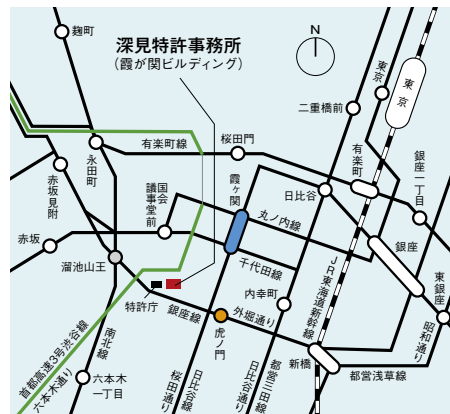 麹町
深見特許事務所
(霞が関ビルディング)
N
東京
東京
二重橋前
有楽町線
桜田門
永田町
有楽町
銀座一丁目
赤坂見附
国会議事堂前
霞ヶ関
日比谷
丸ノ内線
赤坂
銀座
溜池山王
千代田線
JR東海道新幹線
東銀座
特許庁
内幸町
銀座線
外堀通り
虎ノ門
昭和通り
首都高速3号渋谷線
六本木通り
南北線
新橋
六本木一丁目
桜田通り
日比谷線
日比谷通り
都営三田線
都営浅草線